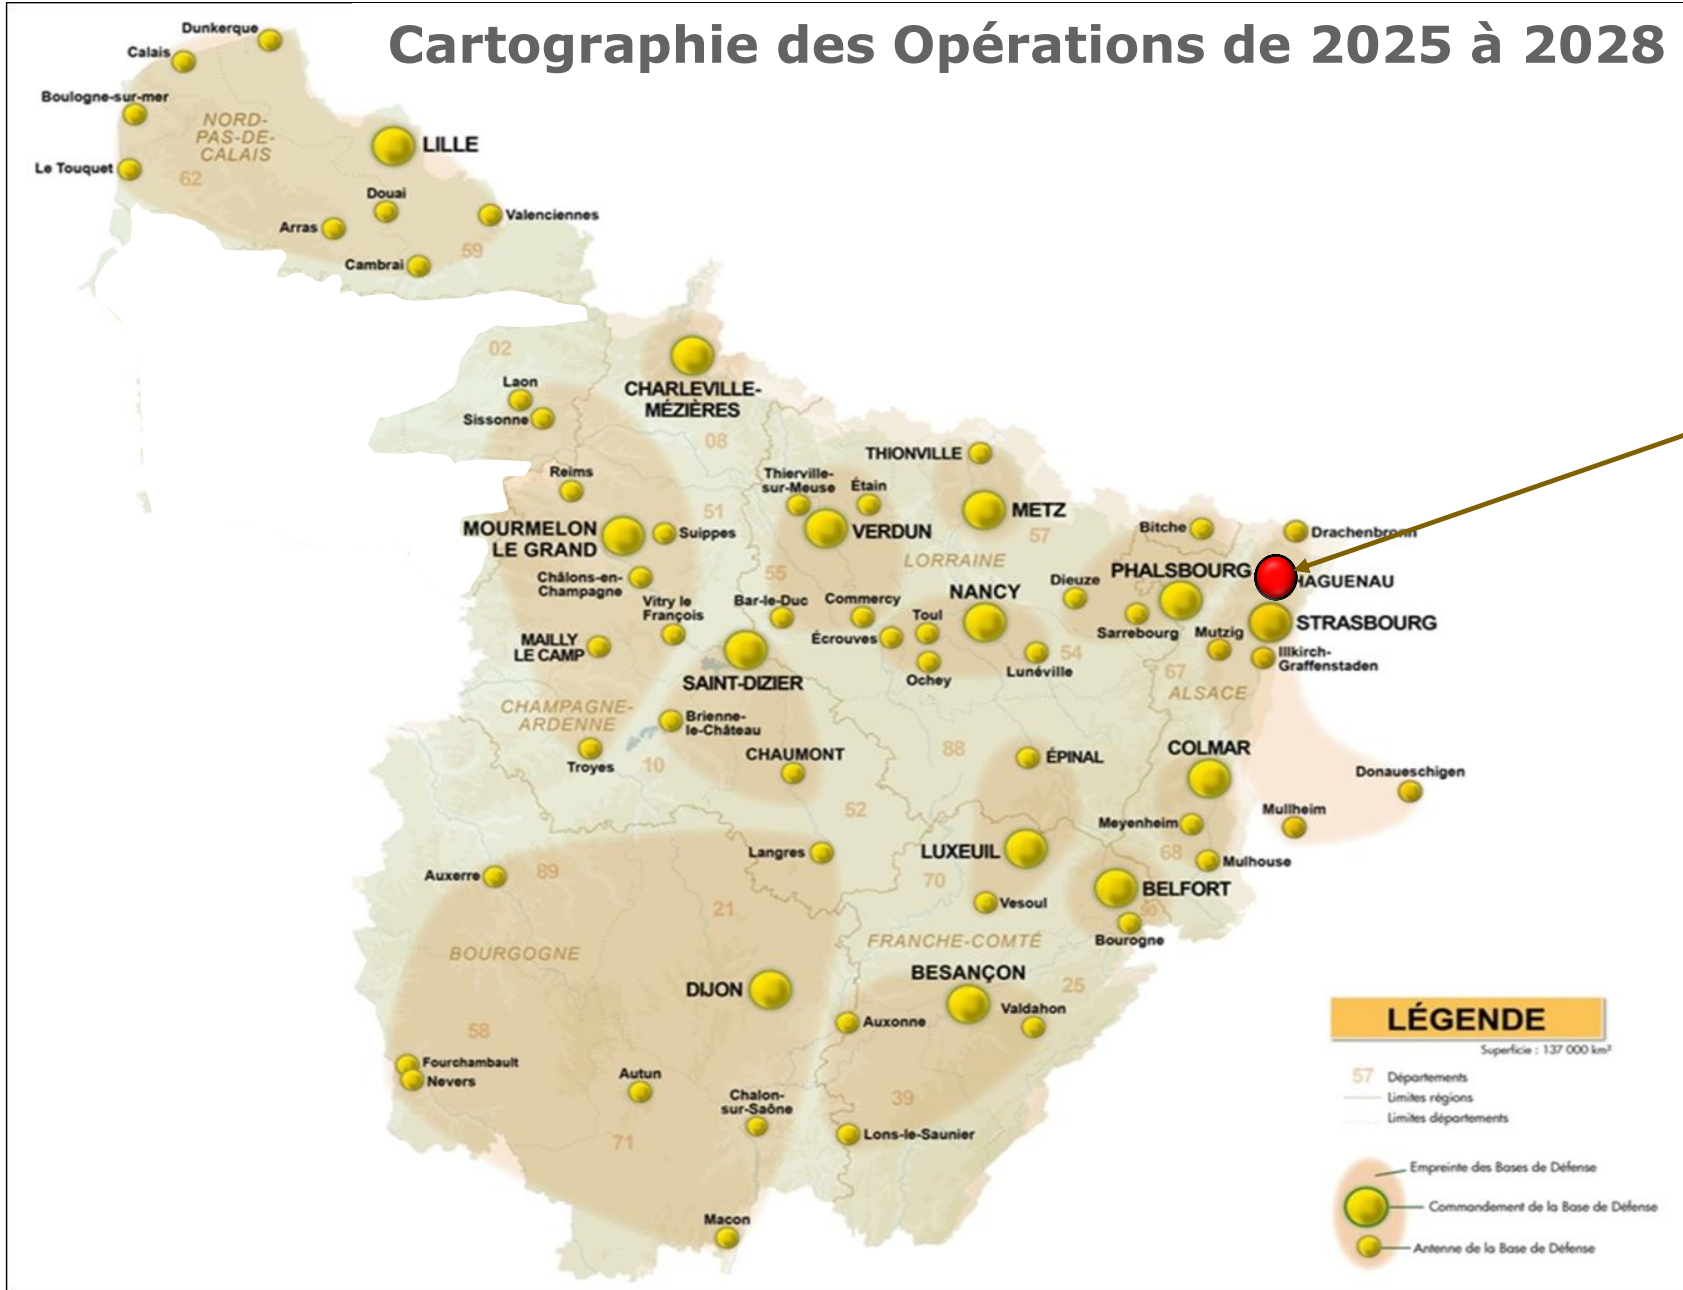 Cartographie des Opérations de 2025 à 2028
Dunkerque
Calais
Boulogne-sur-mer
NORD-
PAS-DE-
CALAIS
LILLE
Le Touquet
62
Douai
Valenciennes
Arras
59
Cambrai
02
CHARLEVILLE-
MÉZIÈRES
Laon
Sissonne
08
THIONVILLE
Reims
Thierville-
sur-Meuse
Étain
51
METZ
MOURMELON
LE GRAND
Suippes
VERDUN
57
Bitche
Drachenbronn
LORRAINE
Châlons-en-
Champagne
55
Dieuze
PHALSBOURG
HAGUENAU
Vitry le
François
Bar-le-Duc
Commercy
NANCY
Toul
Écrouves
Sarrebourg
Mutzig
STRASBOURG
MAILLY
LE CAMP
54
Illkirch-
Graffenstaden
SAINT-DIZIER
Ochey
Lunéville
67
ALSACE
CHAMPAGNE-
ARDENNE
Brienne-
le-Château
CHAUMONT
88
ÉPINAL
COLMAR
Troyes
10
Donaueschigen
52
Mullheim
Meyenheim
Langres
LUXEUIL
68
Mulhouse
Auxerre
89
70
BELFORT
Vesoul
90
21
Bourogne
BOURGOGNE
FRANCHE-COMTÉ
DIJON
BESANÇON
25
Valdahon
Auxonne
58
Fourchambault
Nevers
Autun
Chalon-
sur-Saône
39
71
Lons-le-Saunier
Macon
LÉGENDE
Superficie : 137 000 km²
57 Départements
Limites régions
Limites départements
Empreinte des Bases de Défense
Commandement de la Base de Défense
Antenne de la Base de Défense